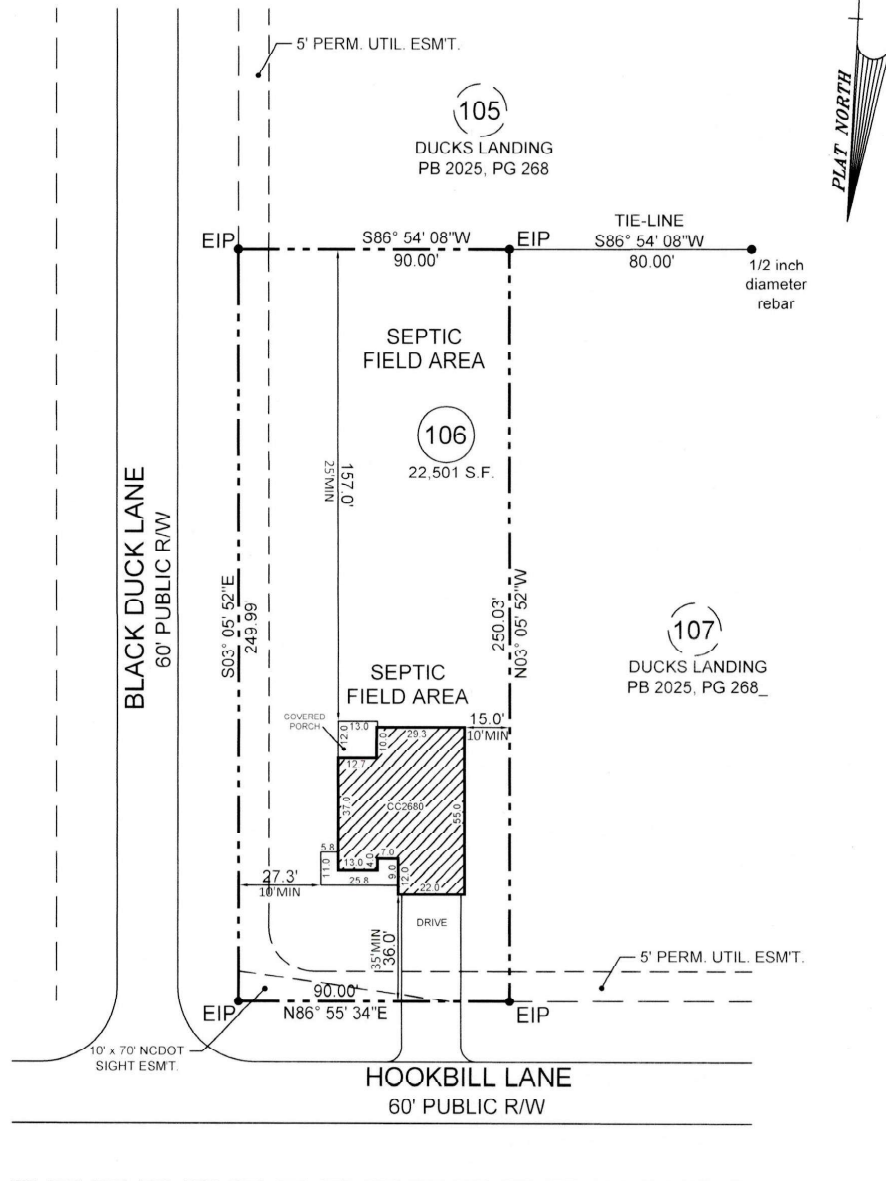 5' PERM. UTIL. ESM'T.
PLAT NORTH
105
DUCKS LANDING
PB 2025, PG 268
EIP
S86° 54' 08"W
90.00'
EIP
TIE-LINE
S86° 54' 08"W
80.00'
1/2 inch
diameter
rebar
SEPTIC
FIELD AREA
106
22,501 S.F.
157.0'
25'MIN
BLACK DUCK LANE
60' PUBLIC R/W
S03° 05' 52"E
249.99
250.03'
N03° 05' 52"W
107
DUCKS LANDING
PB 2025, PG 268_
SEPTIC
FIELD AREA
COVERED
PORCH
13.0
12.0
10.0
29.3
15.0'
10'MIN
12.7
37.0
CC2680
55.0
5.8
11.0
13.0
4.0
7.0
9.0
12.0
25.8
22.0
27.3'
10'MIN
DRIVE
35'MIN
36.0'
5' PERM. UTIL. ESM'T.
90.00'
EIP
N86° 55' 34"E
EIP
10' x 70' NCDOT
SIGHT ESM'T.
HOOKBILL LANE
60' PUBLIC R/W